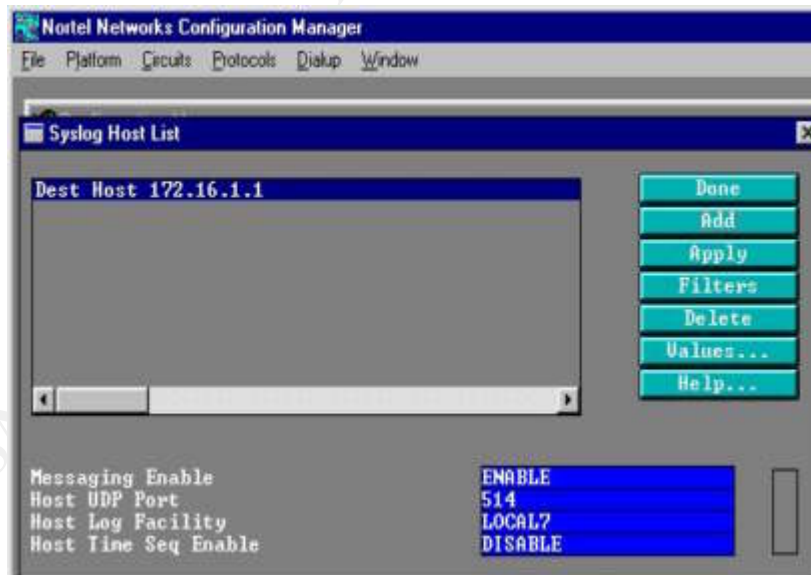 Nortel Networks Configuration Manager
File Platform Circuits Protocols Dialup Window
Syslog Host List
Dest Host 172.16.1.1
Done
Add
Apply
Filters
Delete
Values...
Help...
Messaging Enable ENABLE
Host UDP Port 514
Host Log Facility LOCAL7
Host Time Seq Enable DISABLE